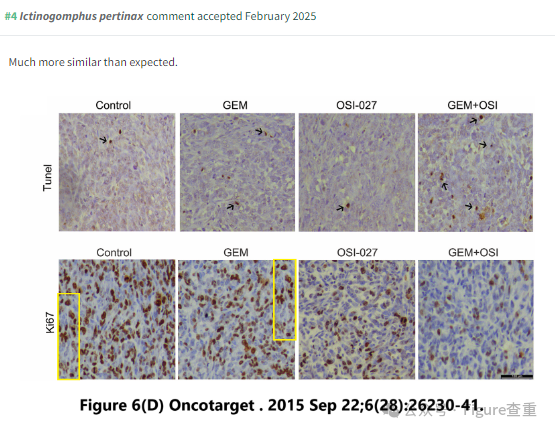 #4 Ictinogomphus pertinax comment accepted February 2025
Much more similar than expected.
Control GEM OSI-027 GEM+OSI
Tunel
Control GEM OSI-027 GEM+OSI
Ki67
Figure 6(D) Oncotarget . 2015 Sep 22;6(28):26230-41.
公众号 · Figure查重